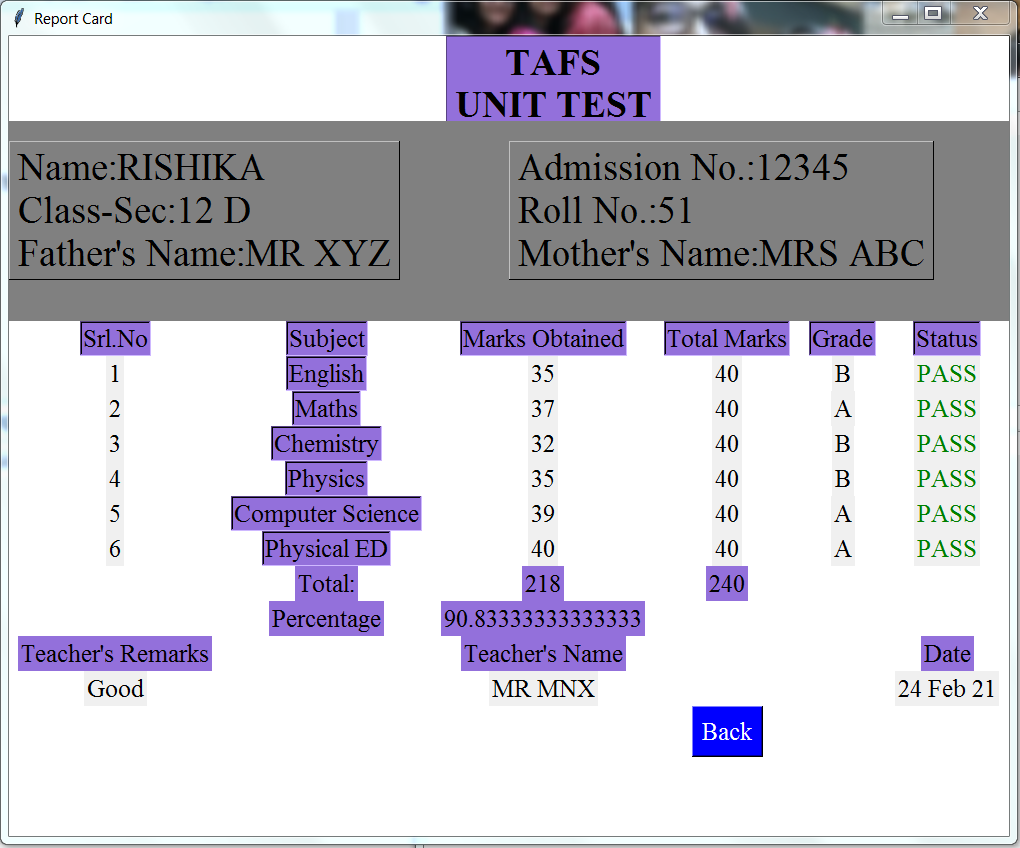 Report Card
TAFS
UNIT TEST
Name:RISHIKA
Class-Sec:12 D
Father's Name:MR XYZ
Admission No.:12345
Roll No.:51
Mother's Name:MRS ABC
Srl.No Subject Marks Obtained Total Marks Grade Status
1 English 35 40 B PASS
2 Maths 37 40 A PASS
3 Chemistry 32 40 B PASS
4 Physics 35 40 B PASS
5 Computer Science 39 40 A PASS
6 Physical ED 40 40 A PASS
Total: 218 240
Percentage 90.83333333333333
Teacher's Remarks Teacher's Name Date
Good MR MNX 24 Feb 21
Back